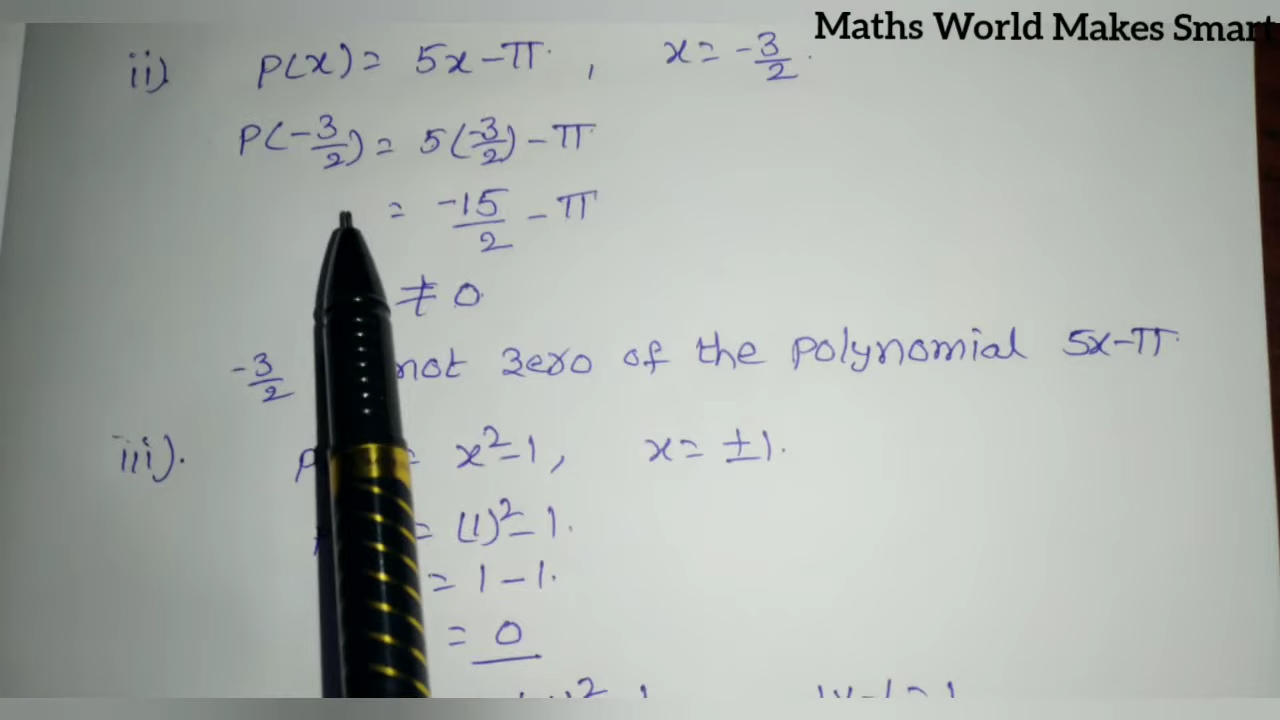 Maths World Makes Smart
ii) P(x) = 5x-π, x = -3/2.
P(-3/2) = 5(-3/2) - π
= -15/2 - π
≠ 0
-3/2 not zero of the polynomial 5x-π.
iii). = x²-1, x = ±1.
= (1)²-1.
= 1-1.
= 0